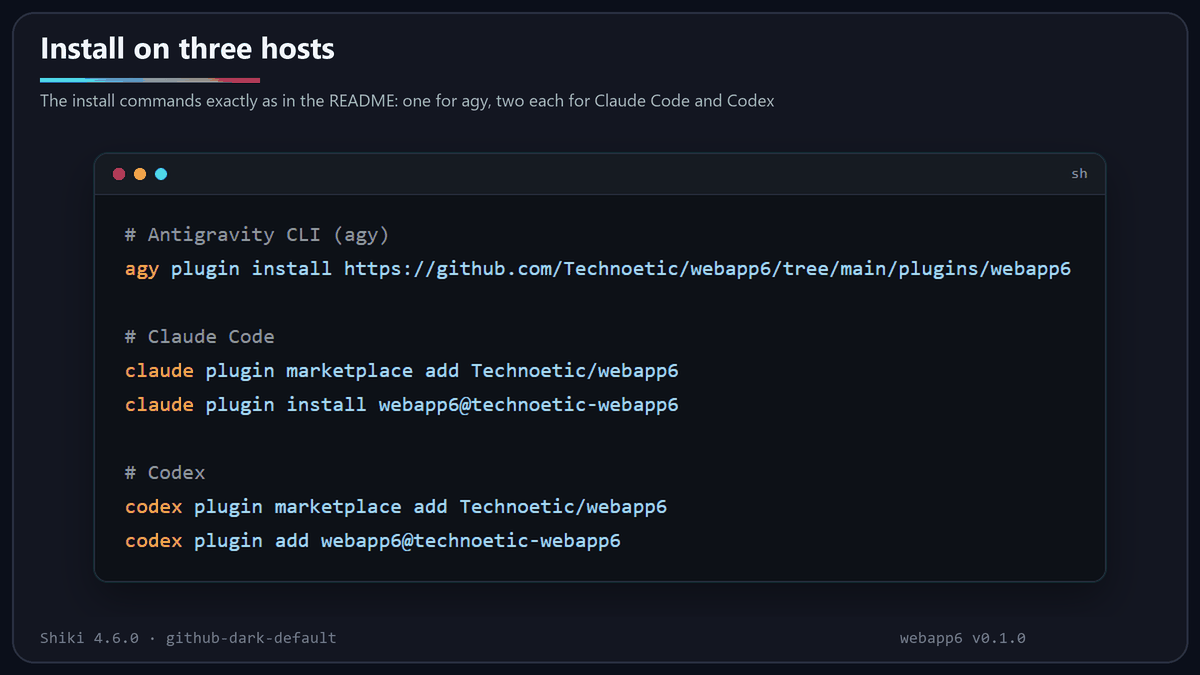 Install on three hosts
The install commands exactly as in the README: one for agy, two each for Claude Code and Codex
sh
# Antigravity CLI (agy)
agy plugin install https://github.com/Technoetic/webapp6/tree/main/plugins/webapp6
# Claude Code
claude plugin marketplace add Technoetic/webapp6
claude plugin install webapp6@technoetic-webapp6
# Codex
codex plugin marketplace add Technoetic/webapp6
codex plugin add webapp6@technoetic-webapp6
Shiki 4.6.0 · github-dark-default
webapp6 v0.1.0